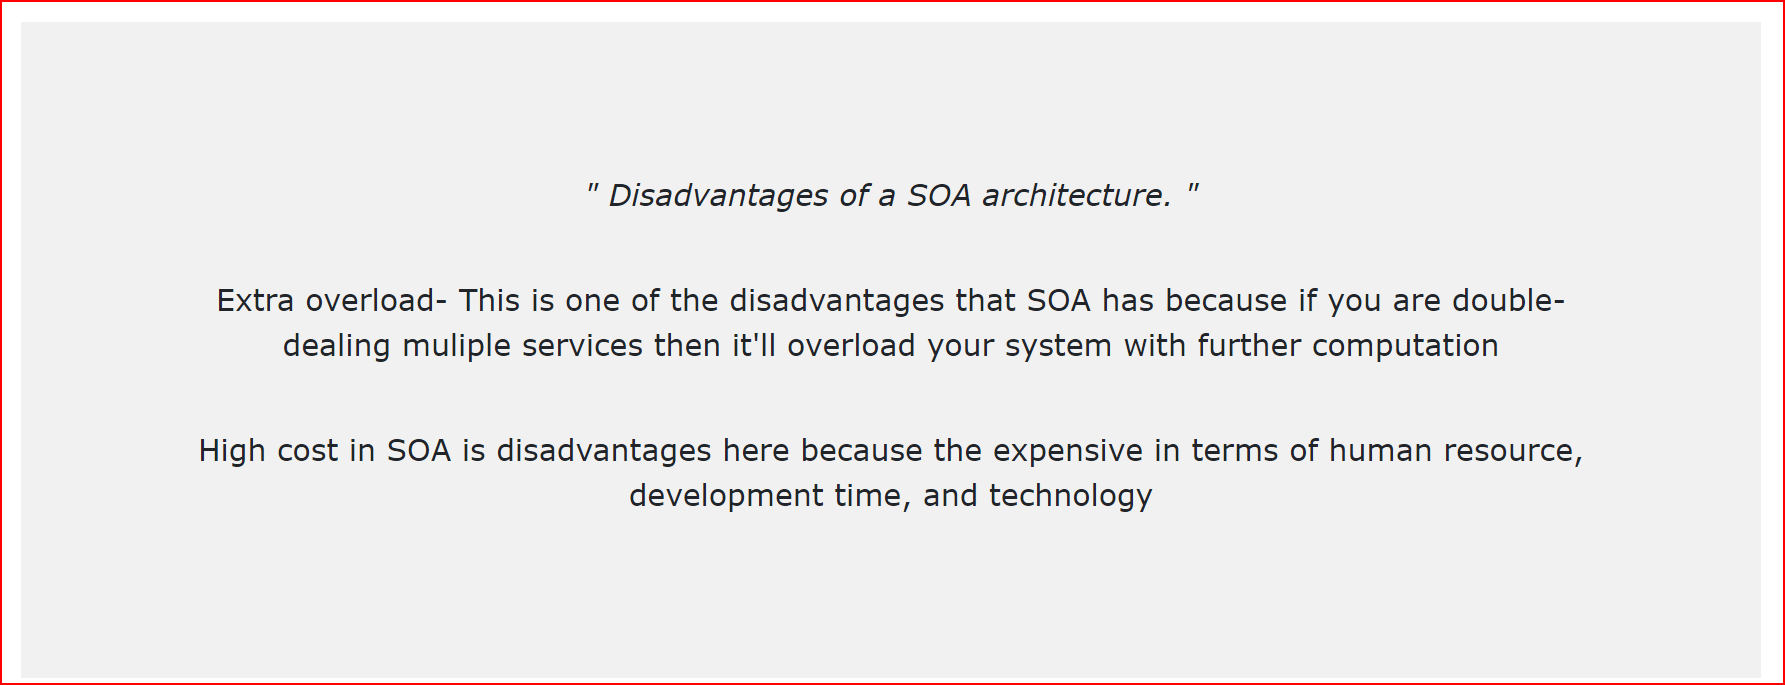 " Disadvantages of a SOA architecture. "
Extra overload- This is one of the disadvantages that SOA has because if you are double-
dealing muliple services then it'll overload your system with further computation
High cost in SOA is disadvantages here because the expensive in terms of human resource,
development time, and technology